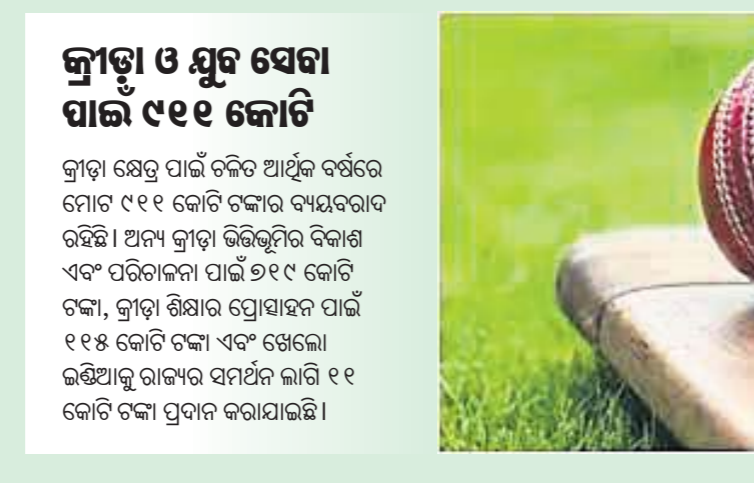 କ୍ରୀଡ଼ା ଓ ଯୁବ ସେବା
ପାଇଁ ୯୧୧ କୋଟି
କ୍ରୀଡ଼ା କ୍ଷେତ୍ର ପାଇଁ ଚଳିତ ଆର୍ଥିକ ବର୍ଷରେ
ମୋଟ ୯୧୧ କୋଟି ଟଙ୍କାର ବ୍ୟୟବରାଦ
ରହିଛି। ଅନ୍ୟ କ୍ରୀଡ଼ା ଭିତ୍ତିଭୂମିର ବିକାଶ
ଏବଂ ପରିଚାଳନା ପାଇଁ ୭୧୯ କୋଟି
ଟଙ୍କା, କ୍ରୀଡ଼ା ଶିକ୍ଷାର ପ୍ରୋତ୍ସାହନ ପାଇଁ
୧୧୫ କୋଟି ଟଙ୍କା ଏବଂ ଖେଲୋ
ଇଣ୍ଡିଆକୁ ରାଜ୍ୟର ସମର୍ଥନ ଲାଗି ୧୧
କୋଟି ଟଙ୍କା ପ୍ରଦାନ କରାଯାଇଛି।